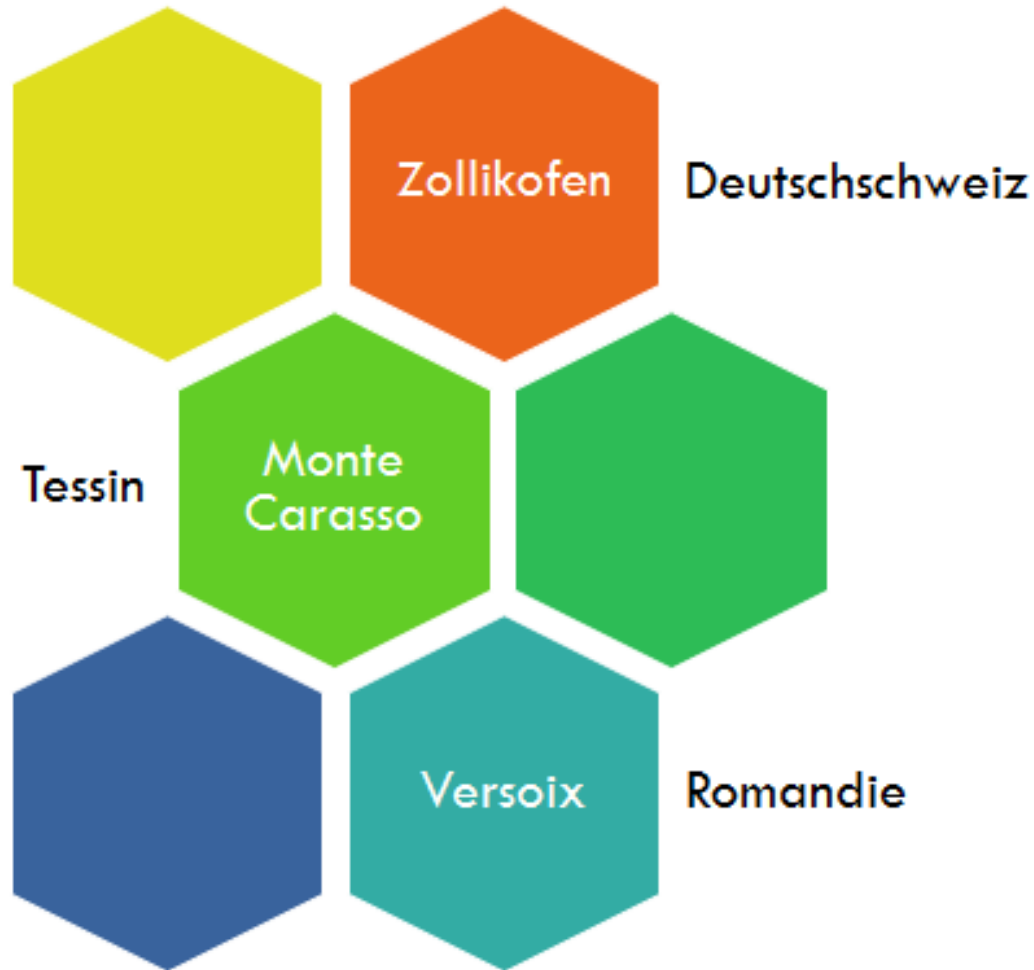 Zollikofen
Deutschschweiz
Tessin
Monte
Carasso
Versoix
Romandie